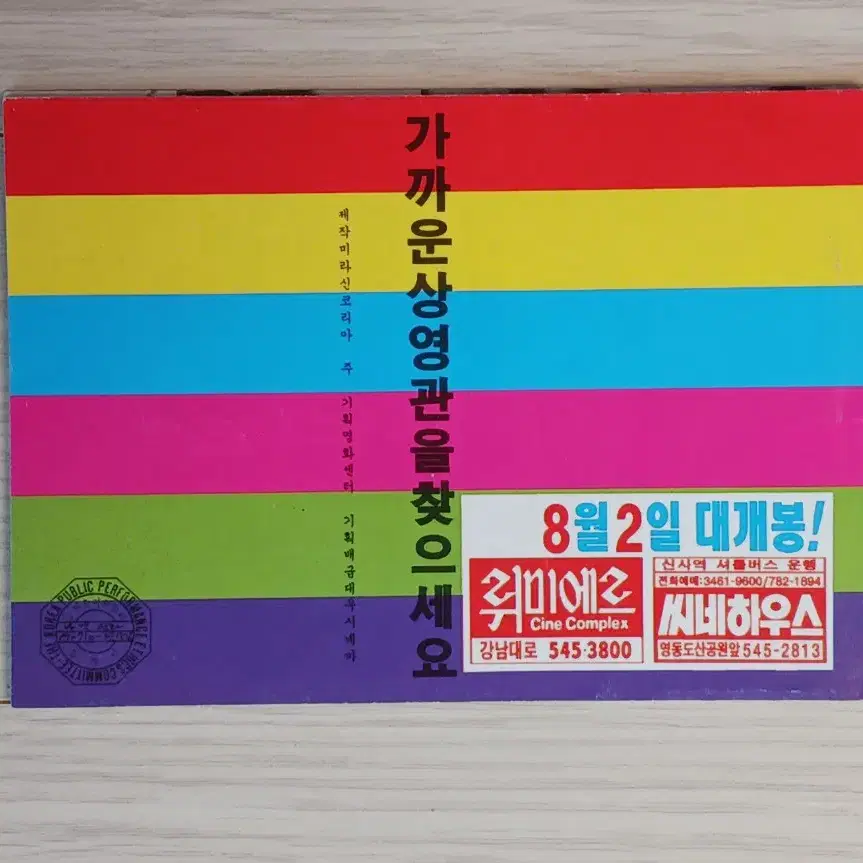 가까운상영관을찾으세요
제작미라신코리아 주 기획영화센터 기획배급대우시네마
8월2일 대개봉!
뤼미에르
Cine Complex
강남대로 545·3800
신사역 셔틀버스 운행
전화예매:3461-9600/782-1894
씨네하우스
영동도산공원앞 545-2813
KOREA PUBLIC PERFORMANCE
COMMITTEE